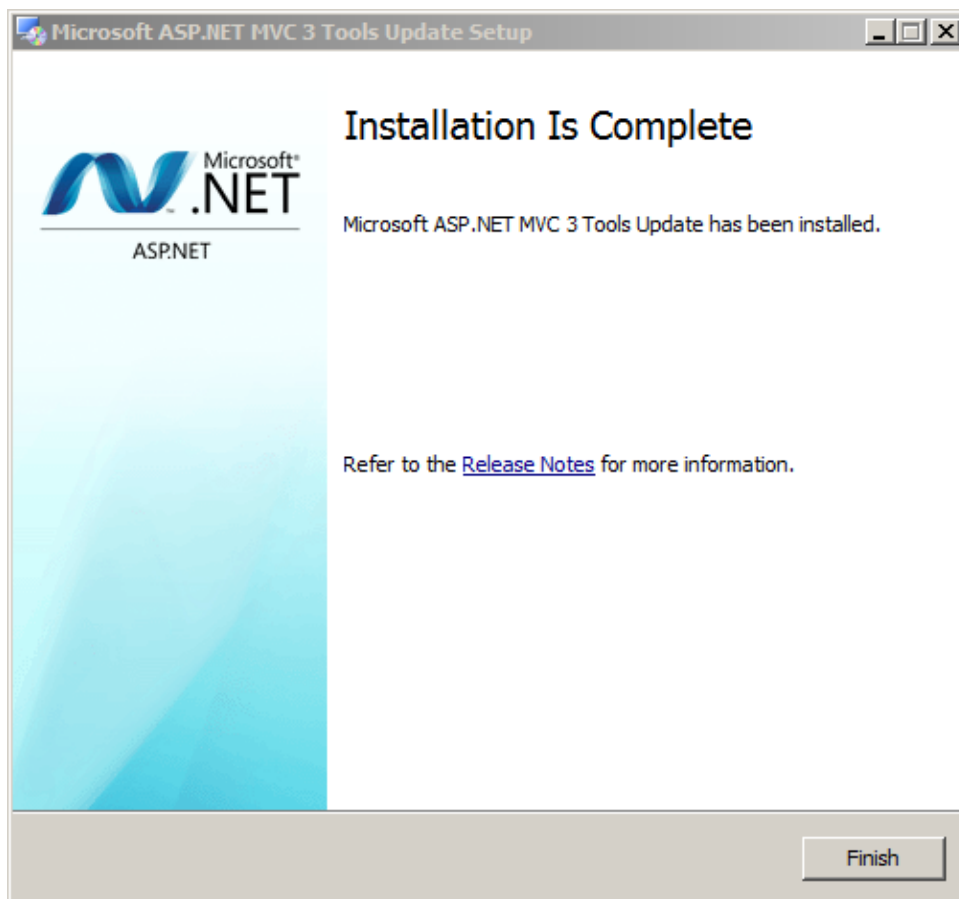 Microsoft ASP.NET MVC 3 Tools Update Setup
Installation Is Complete
Microsoft®
.NET
ASP.NET
Microsoft ASP.NET MVC 3 Tools Update has been installed.
Refer to the Release Notes for more information.
Finish